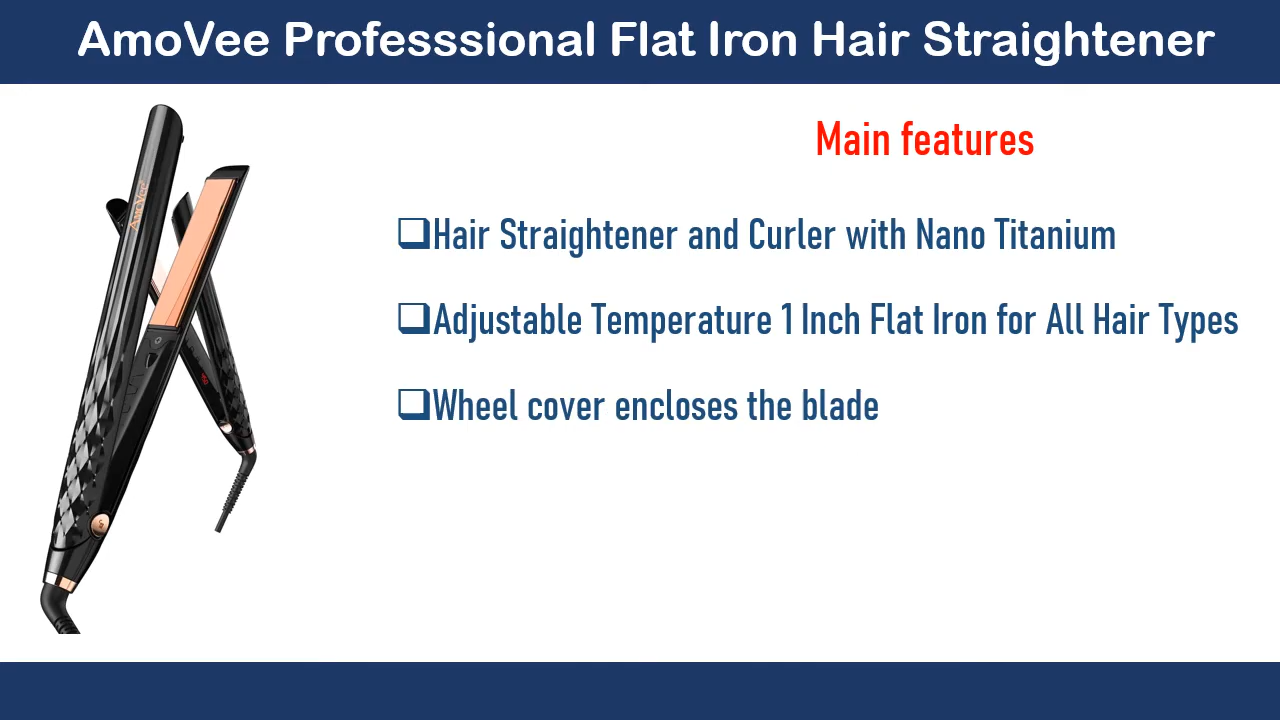 AmoVee Professsional Flat Iron Hair Straightener
Main features
❑Hair Straightener and Curler with Nano Titanium
❑Adjustable Temperature 1 Inch Flat Iron for All Hair Types
❑Wheel cover encloses the blade
AmoVee